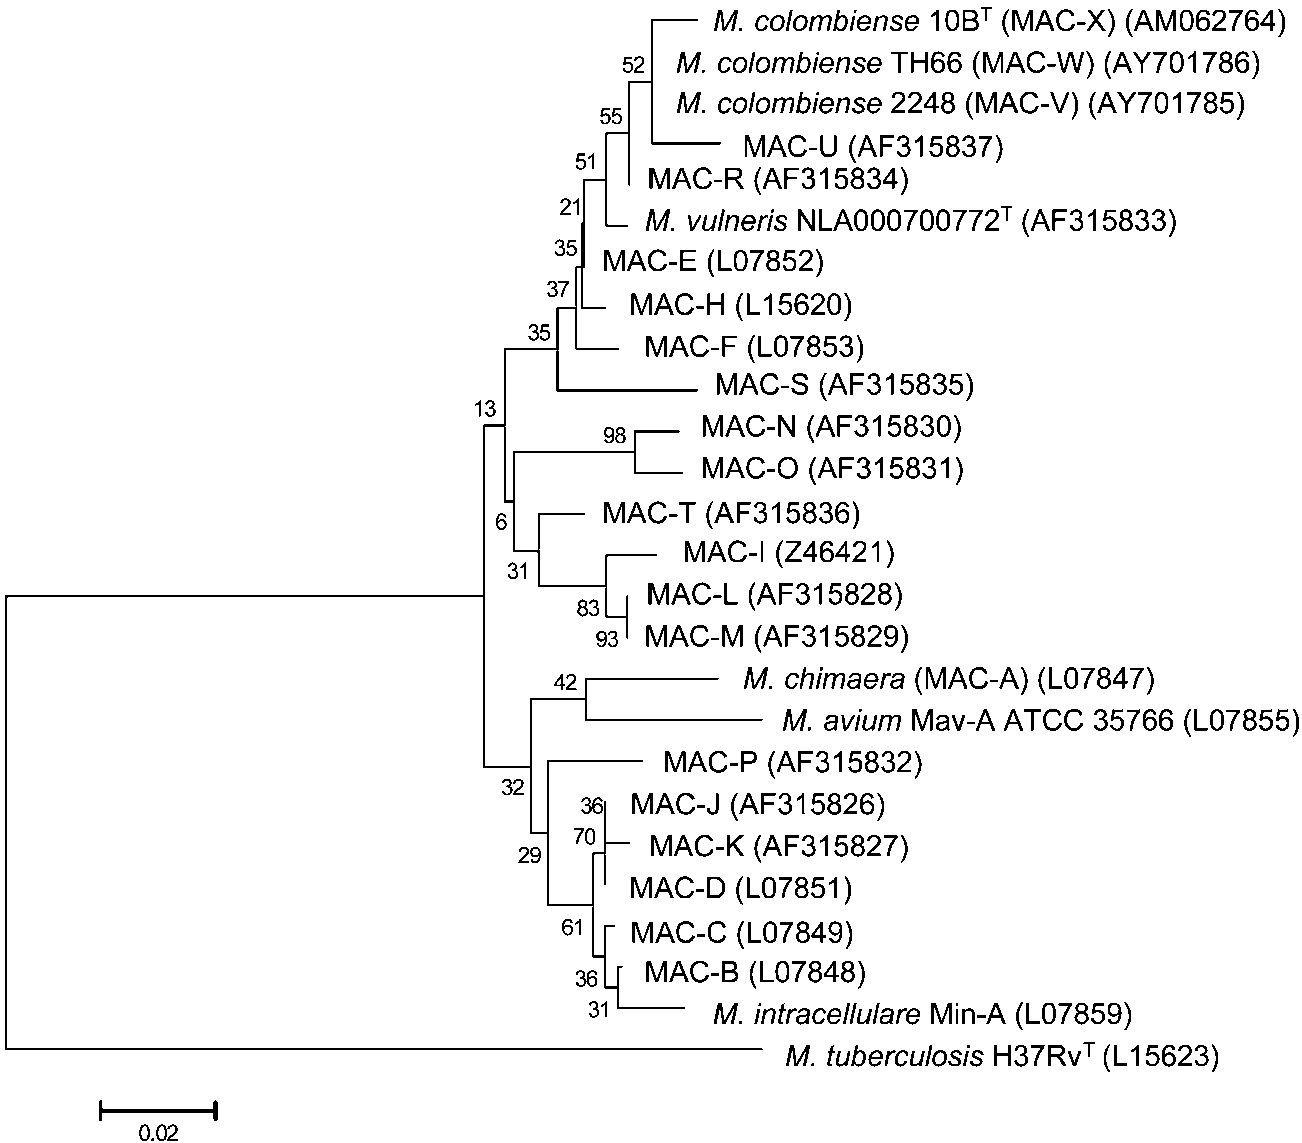 M. colombiense 10Bᵀ (MAC-X) (AM062764)
52
M. colombiense TH66 (MAC-W) (AY701786)
M. colombiense 2248 (MAC-V) (AY701785)
55
MAC-U (AF315837)
51
MAC-R (AF315834)
21
M. vulneris NLA000700772ᵀ (AF315833)
35
MAC-E (L07852)
37
MAC-H (L15620)
35
MAC-F (L07853)
MAC-S (AF315835)
13
MAC-N (AF315830)
98
MAC-O (AF315831)
MAC-T (AF315836)
6
MAC-I (Z46421)
31
MAC-L (AF315828)
83
MAC-M (AF315829)
93
M. chimaera (MAC-A) (L07847)
42
M. avium Mav-A ATCC 35766 (L07855)
MAC-P (AF315832)
32
36
MAC-J (AF315826)
70
MAC-K (AF315827)
29
MAC-D (L07851)
61
MAC-C (L07849)
MAC-B (L07848)
36
31
M. intracellulare Min-A (L07859)
M. tuberculosis H37Rvᵀ (L15623)
0.02